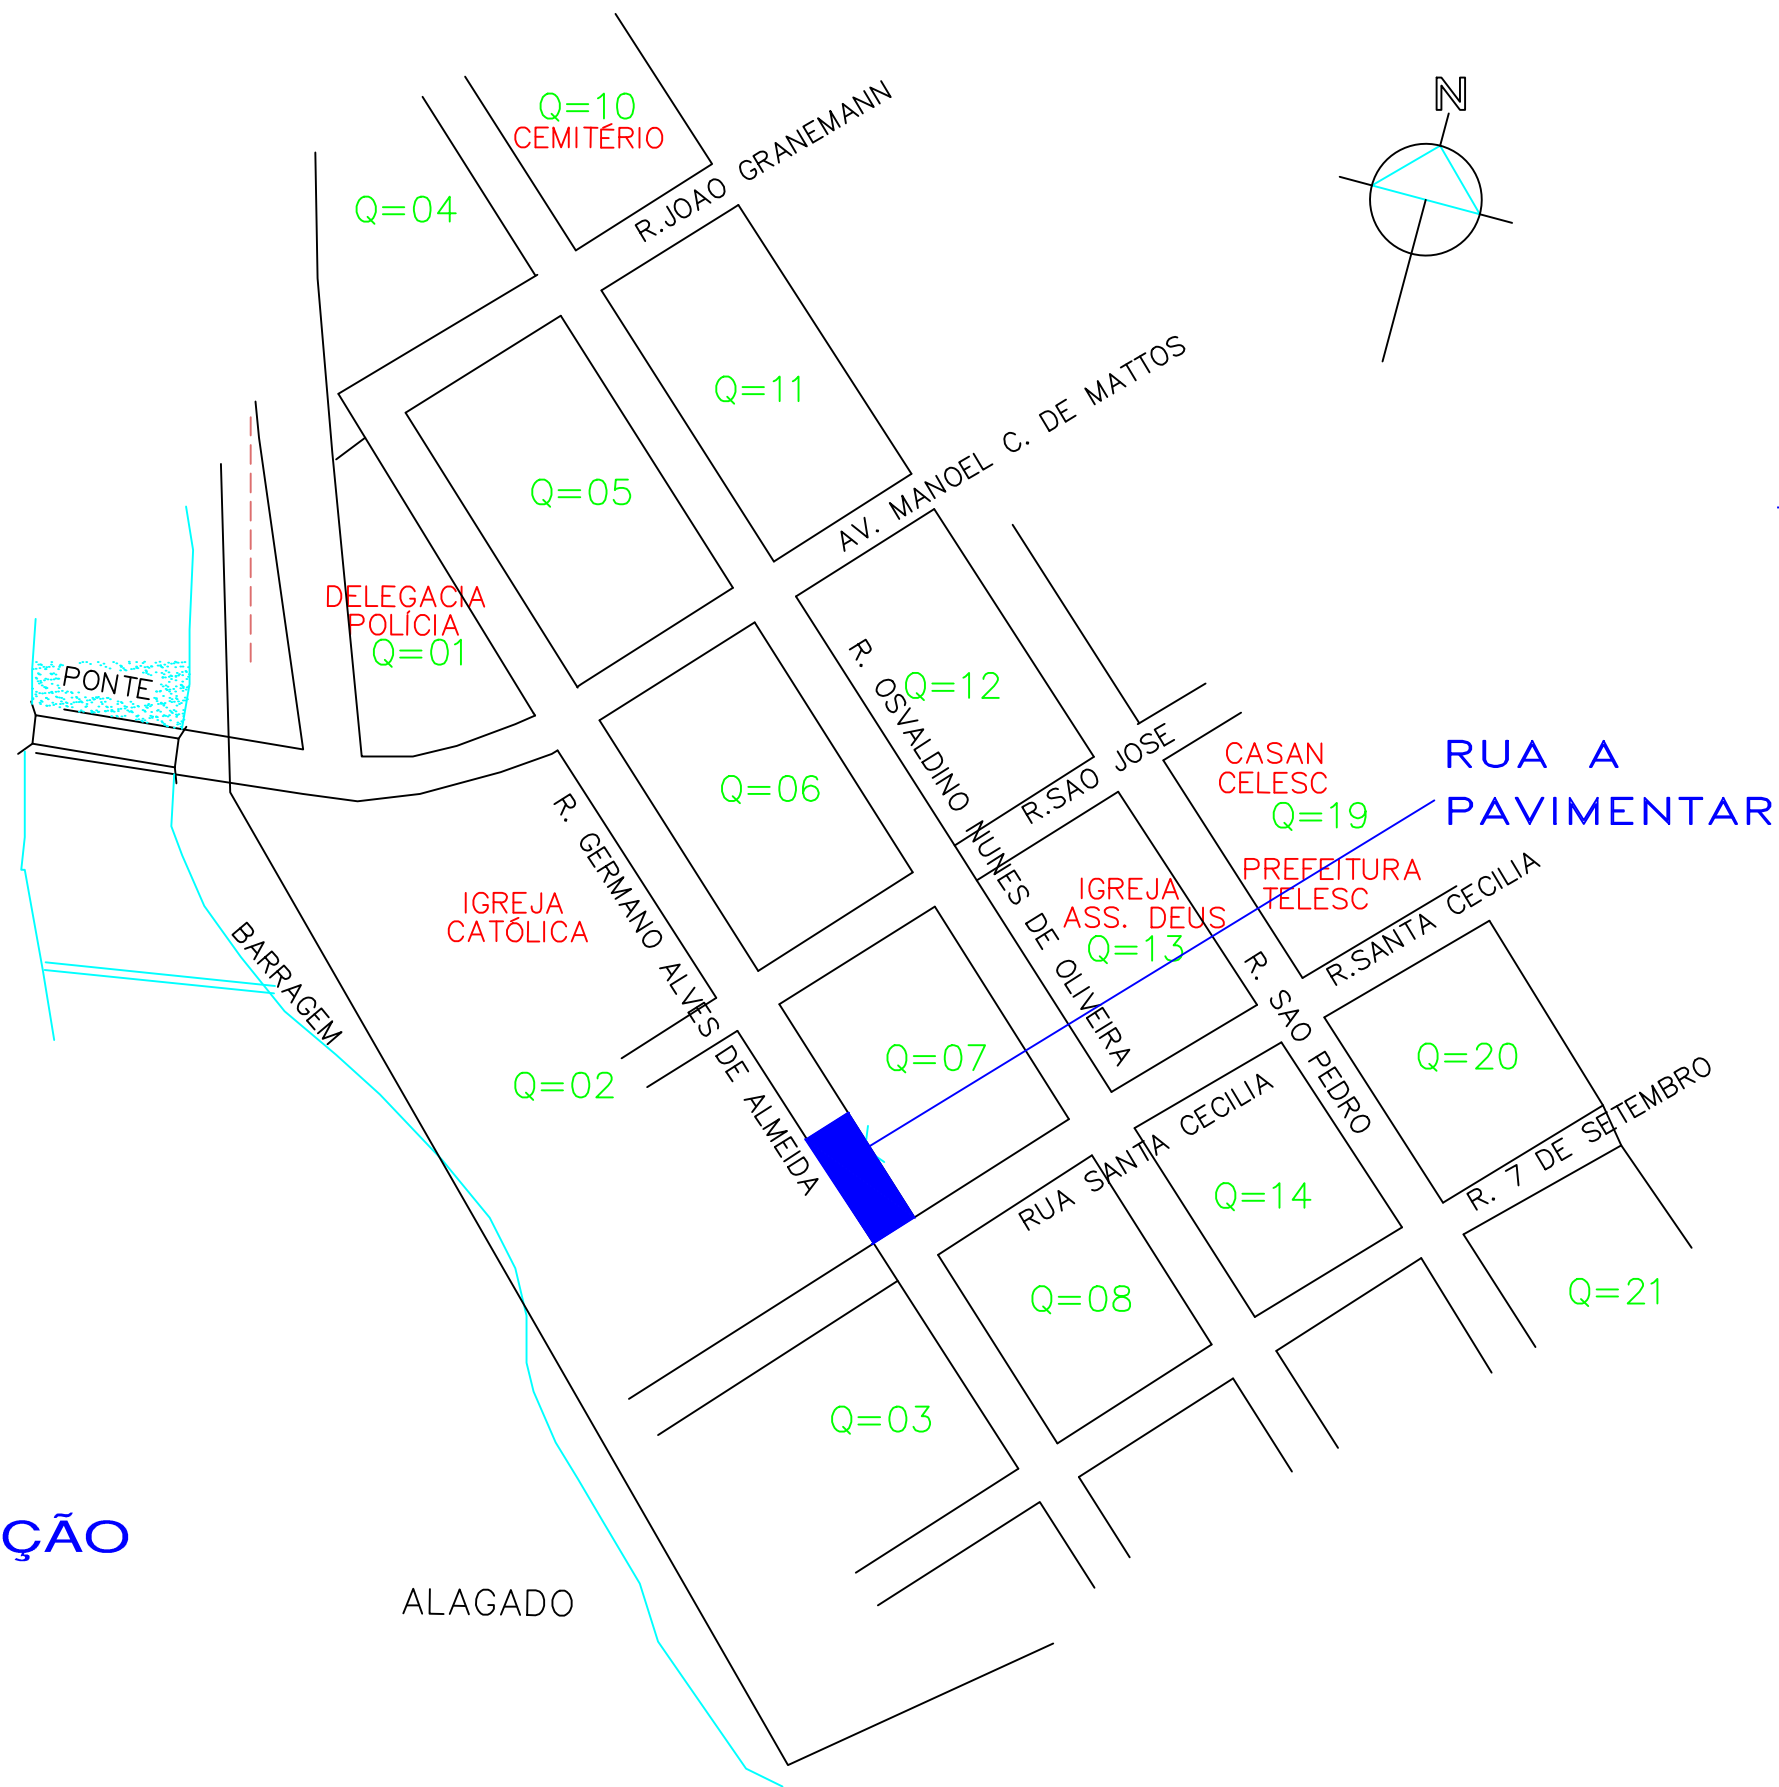 Q=10
CEMITÉRIO
N
R.JOAO GRANEMANN
Q=04
Q=11
AV. MANOEL C. DE MATTOS
Q=05
DELEGACIA
POLÍCIA
Q=01
PONTE
R. OSVALDINO NUNES DE OLIVEIRA
Q=12
R.SAO JOSE
CASAN
CELESC
Q=19
RUA A
PAVIMENTAR
Q=06
R. GERMANO ALVES DE ALMEIDA
PREFEITURA
TELESC
IGREJA
ASS. DEUS
Q=13
R.SANTA CECILIA
IGREJA
CATÓLICA
BARRAGEM
R. SAO PEDRO
Q=07
Q=20
Q=02
RUA SANTA CECILIA
R. 7 DE SETEMBRO
Q=14
Q=08
Q=21
Q=03
ÇÃO
ALAGADO